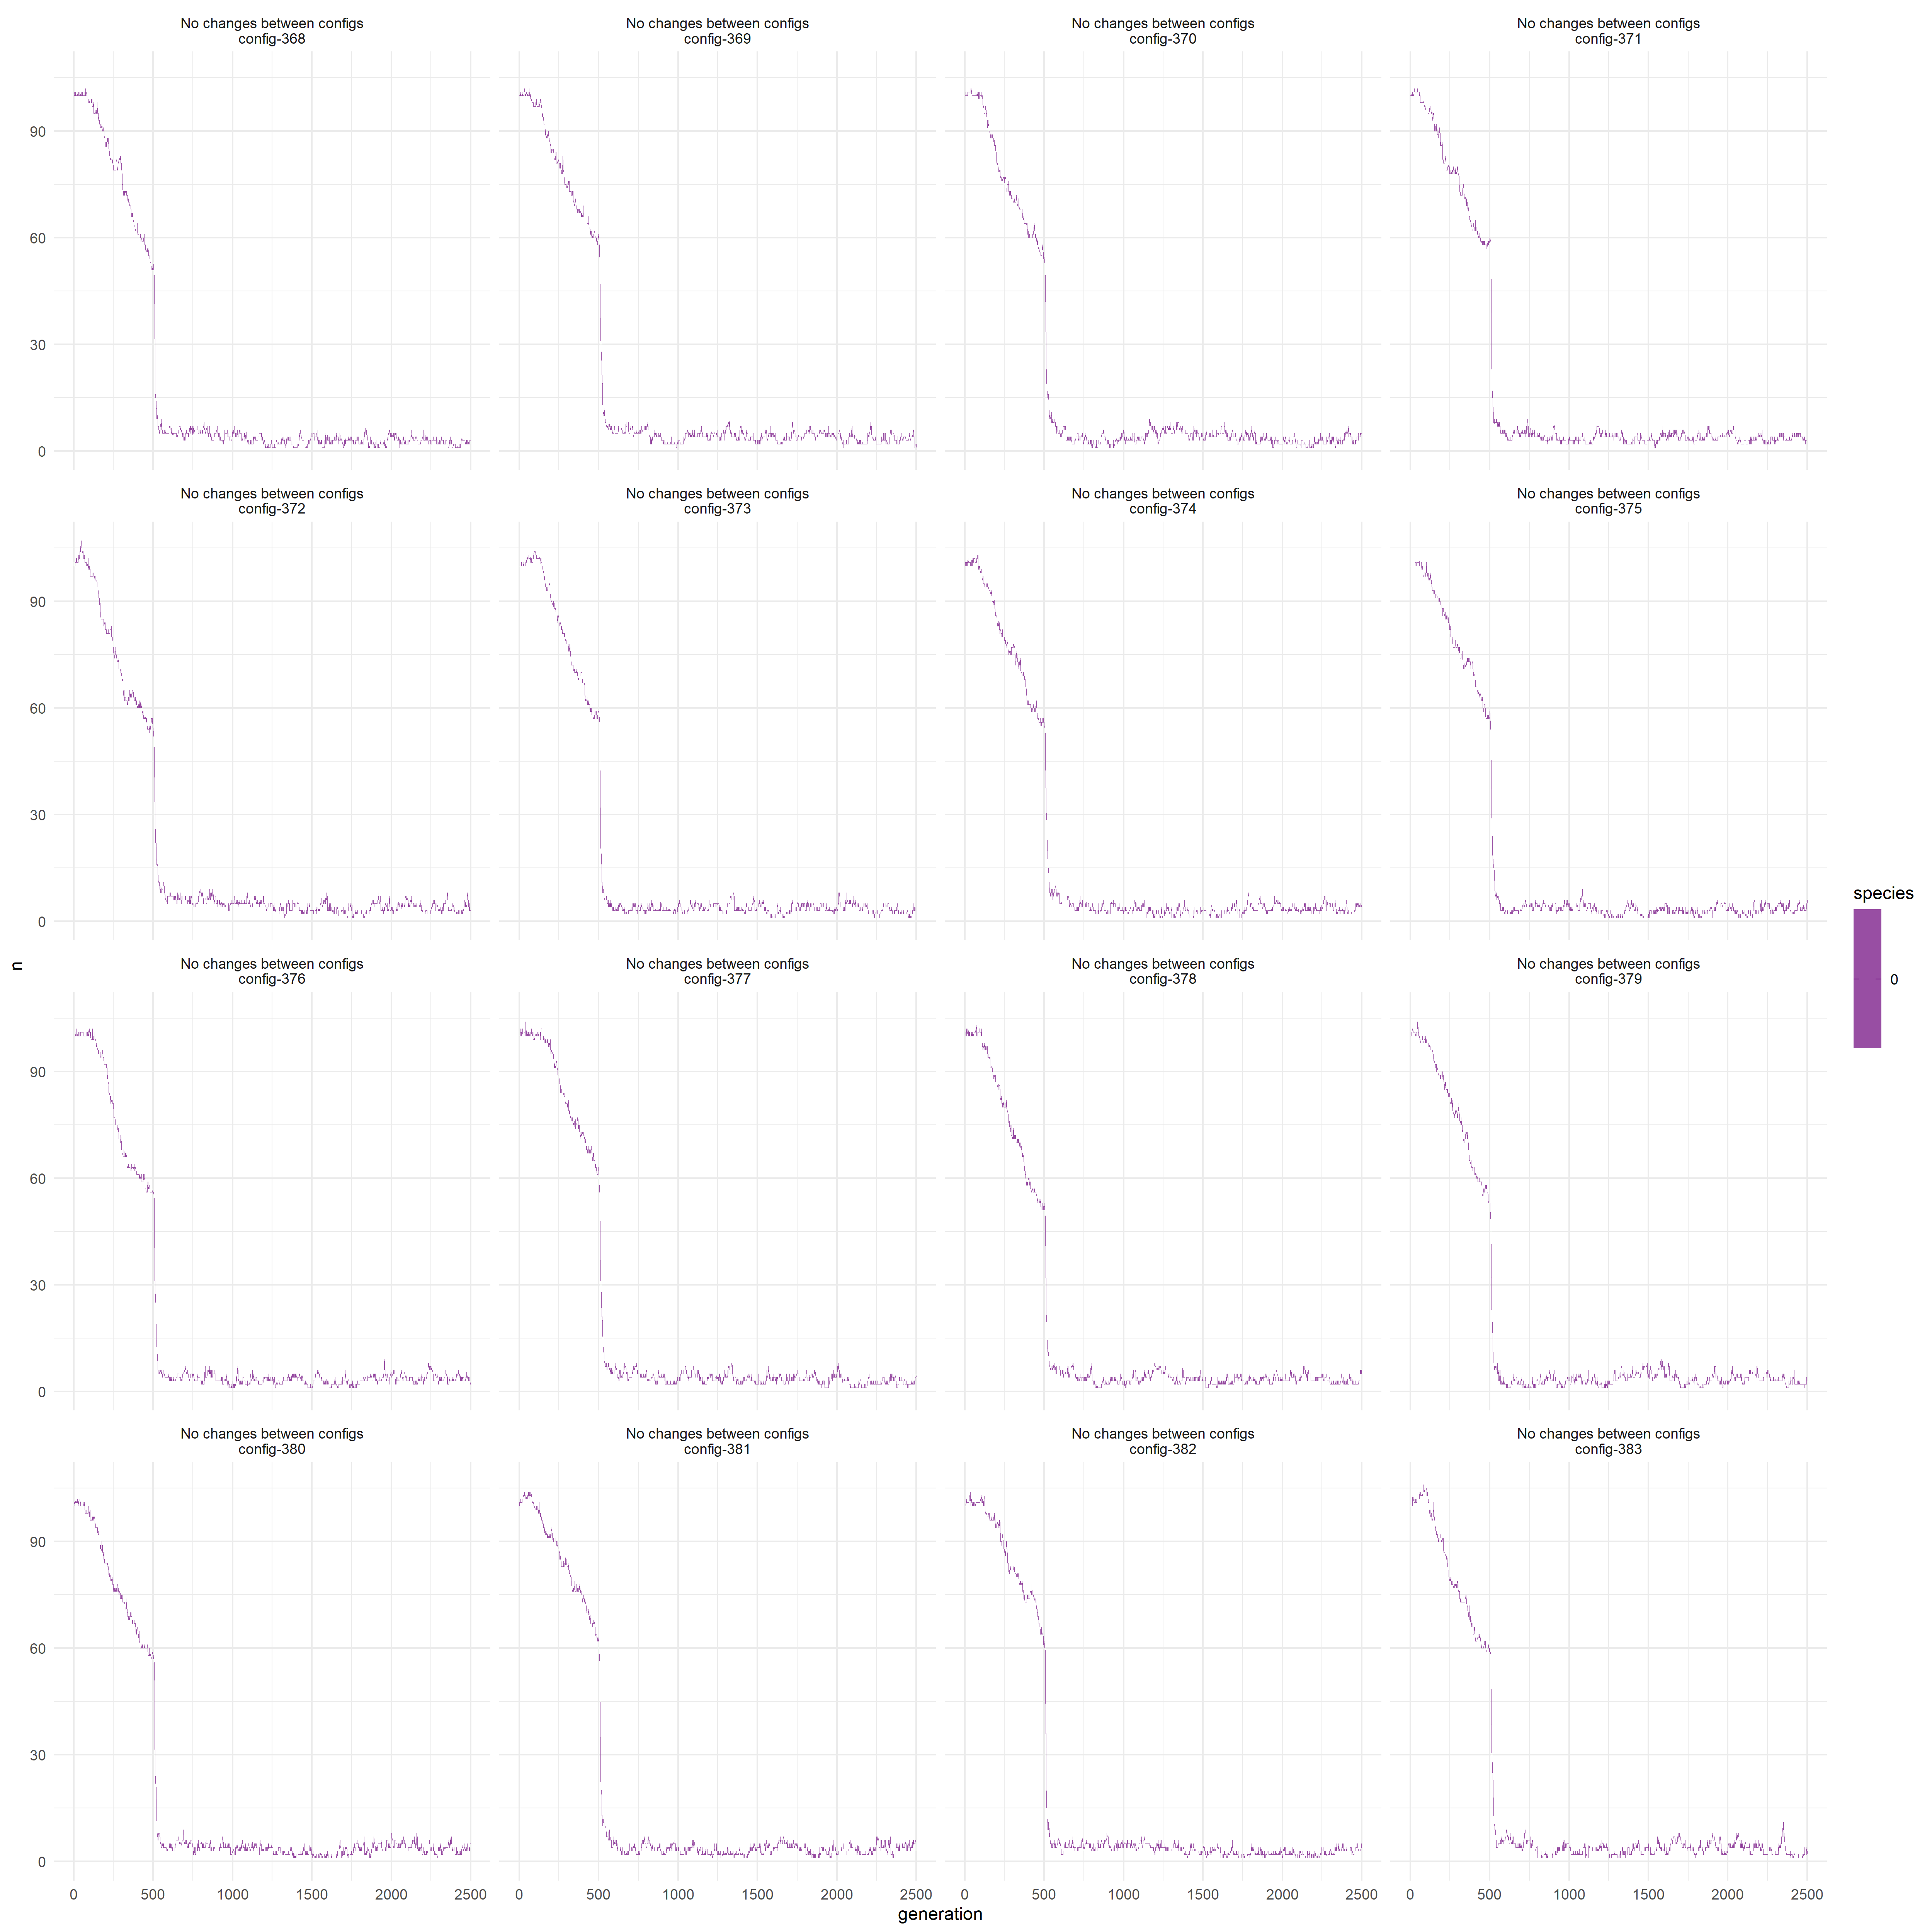 No changes between configs No changes between configs No changes between configs No changes between configs
config-368 config-369 config-370 config-371
90
60
30
0
No changes between configs No changes between configs No changes between configs No changes between configs
config-372 config-373 config-374 config-375
90
60
30
0
No changes between configs No changes between configs No changes between configs No changes between configs
config-376 config-377 config-378 config-379
90
60
30
0
No changes between configs No changes between configs No changes between configs No changes between configs
config-380 config-381 config-382 config-383
90
60
30
0
0 500 1000 1500 2000 2500 0 500 1000 1500 2000 2500 0 500 1000 1500 2000 2500 0 500 1000 1500 2000 2500
generation
n
species
0